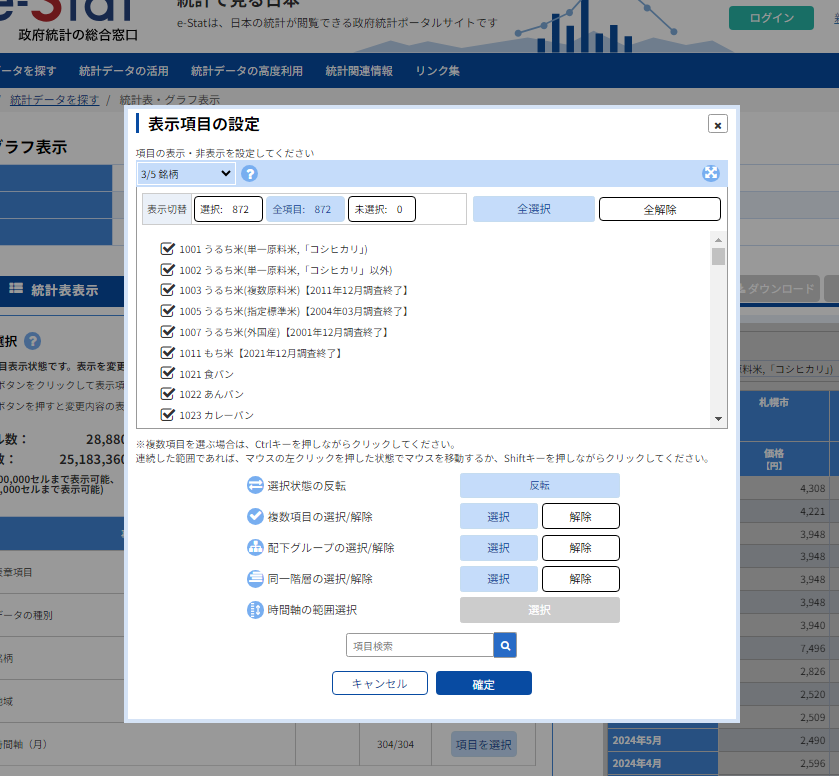 e-Stat
政府統計の総合窓口
統計で見る日本
e-Statは、日本の統計が閲覧できる政府統計ポータルサイトです
ログイン
ータを探す 統計データの活用 統計データの高度利用 統計関連情報 リンク集
統計データを探す / 統計表・グラフ表示
グラフ表示
表示項目の設定
×
項目の表示・非表示を設定してください
3/5 銘柄
?
表示切替 選択: 872 全項目: 872 未選択: 0 全選択 全解除
1001 うるち米(単一原料米,「コシヒカリ」)
1002 うるち米(単一原料米,「コシヒカリ」以外)
1003 うるち米(複数原料米)【2011年12月調査終了】
1005 うるち米(指定標準米)【2004年03月調査終了】
1007 うるち米(外国産)【2001年12月調査終了】
1011 もち米【2021年12月調査終了】
1021 食パン
1022 あんパン
1023 カレーパン
※複数項目を選ぶ場合は、Ctrlキーを押しながらクリックしてください。
連続した範囲であれば、マウスの左クリックを押した状態でマウスを移動するか、Shiftキーを押しながらクリックしてください。
選択状態の反転 反転
複数項目の選択/解除 選択 解除
配下グループの選択/解除 選択 解除
同一階層の選択/解除 選択 解除
時間軸の範囲選択 選択
項目検索
キャンセル 確定
統計表表示
ダウンロード
選択 ?
目表示状態です。表示を変更
ボタンをクリックして表示項
ボタンを押すと変更内容の表
ル数： 28,880
数： 25,183,360
00,000セルまで表示可能、
,000セルまで表示可能)
表章項目
データの種別
銘柄
地域
時間軸（月） 304/304 項目を選択
原料米,「コシヒカリ」)
札幌市
価格
【円】
4,308
4,221
3,948
3,948
3,948
3,948
3,940
7,496
2,826
2,520
2,509
2024年5月 2,490
2024年4月 2,596